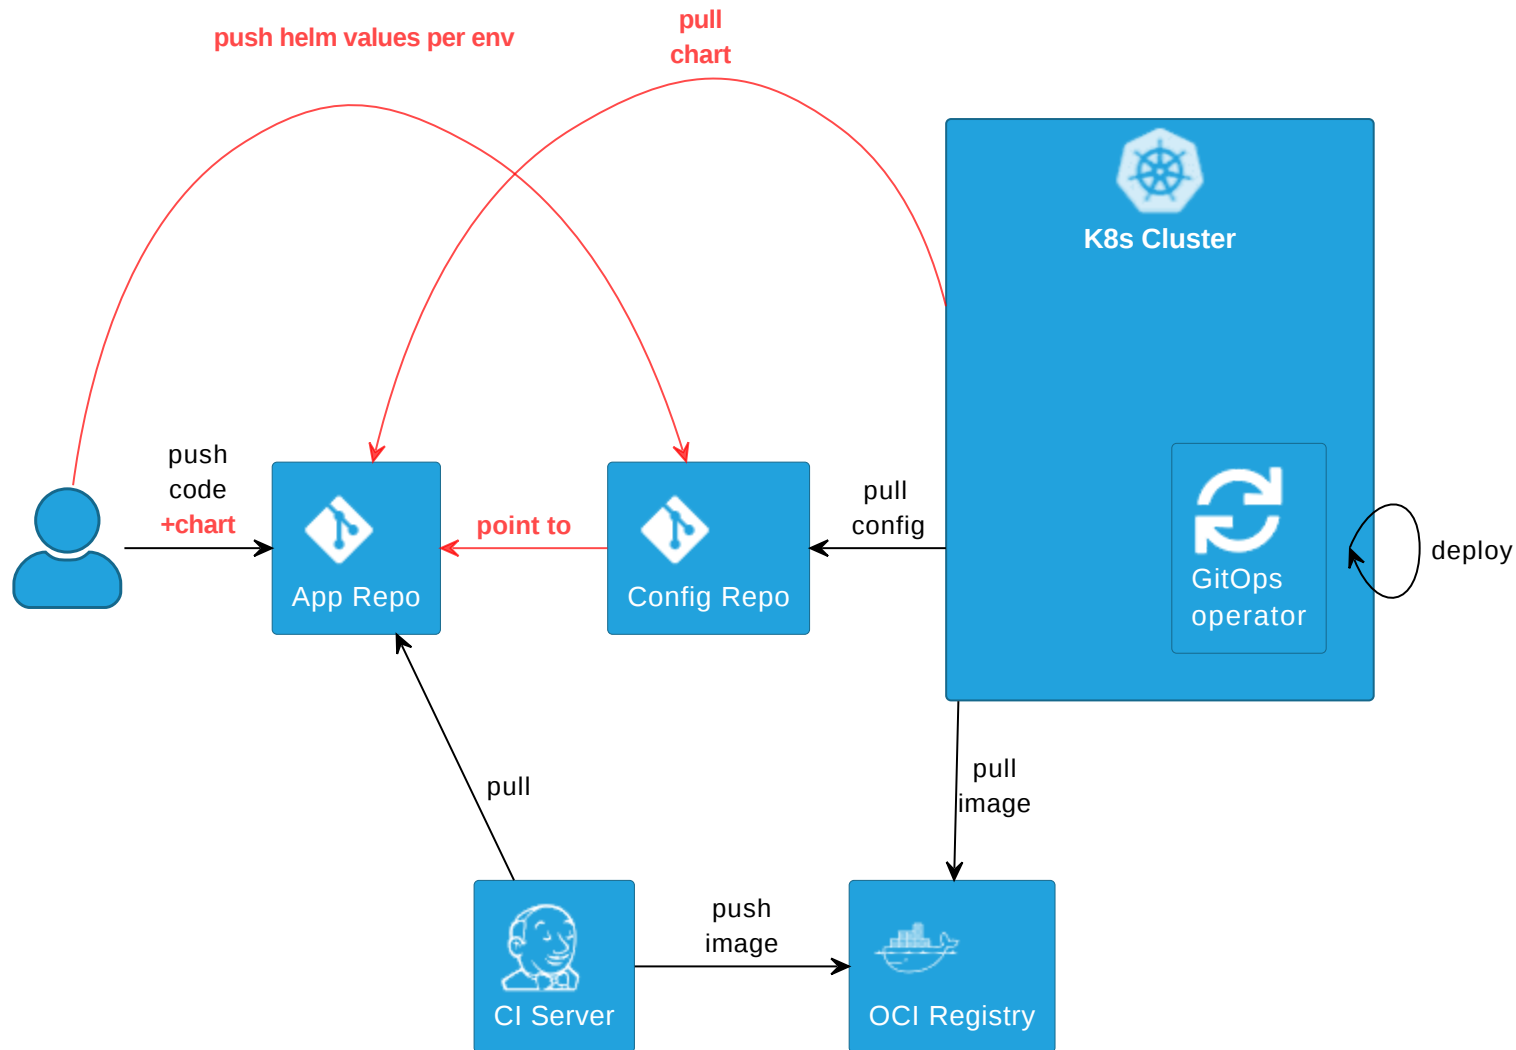 push helm values per env
pull
chart
K8s Cluster
push
code
+chart
App Repo
point to
Config Repo
pull
config
GitOps
operator
deploy
pull
pull
image
CI Server
push
image
OCI Registry